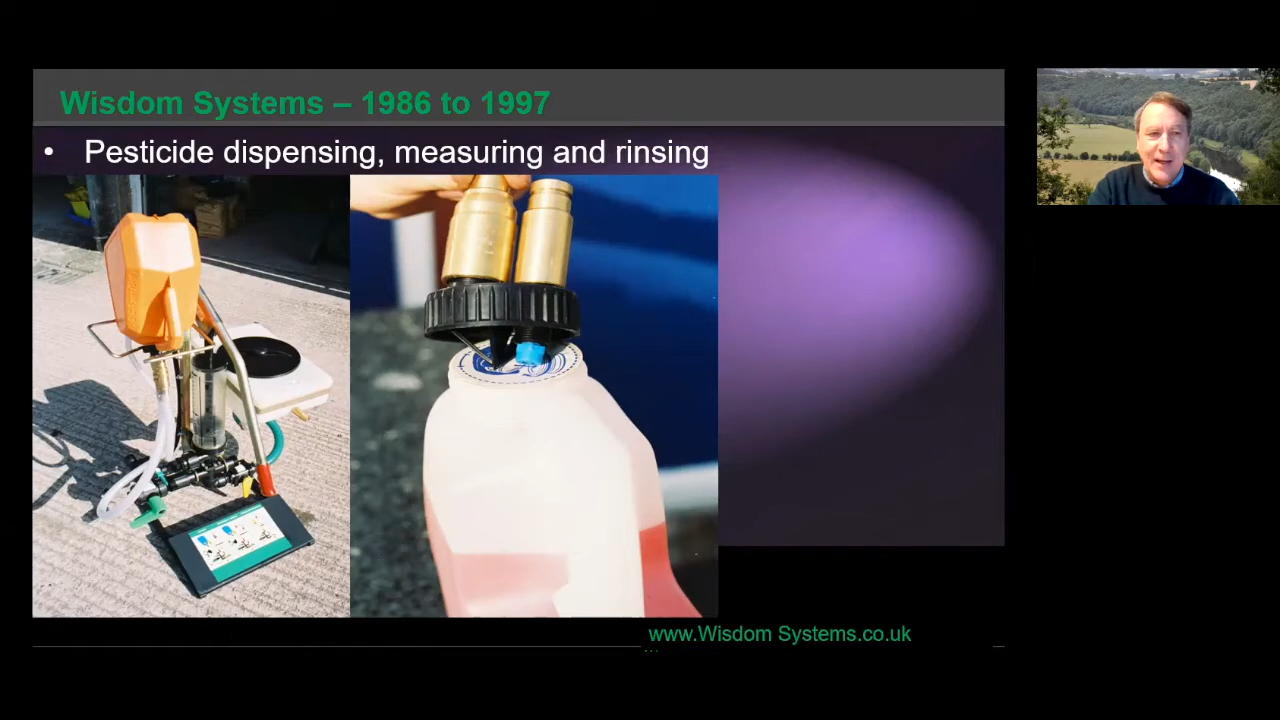 Wisdom Systems – 1986 to 1997
• Pesticide dispensing, measuring and rinsing
www.Wisdom Systems.co.uk